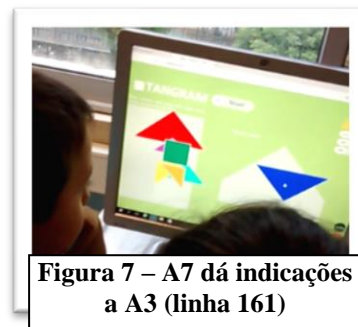 TANGRAM
Figura 7 – A7 dá indicações
a A3 (linha 161)